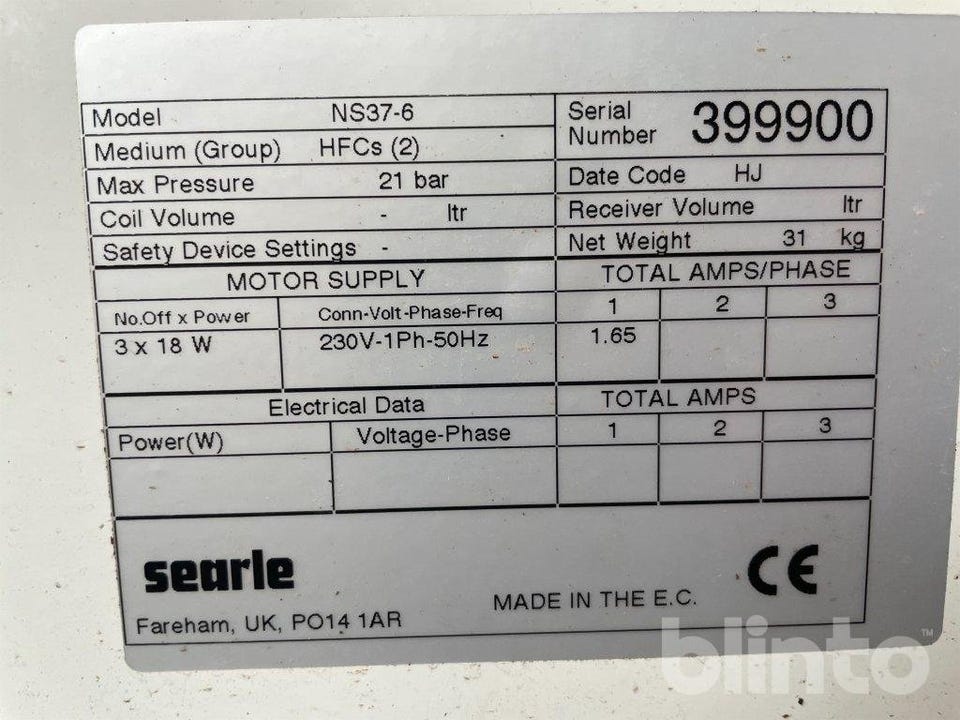 Model NS37-6 Serial Number 399900
Medium (Group) HFCs (2)
Max Pressure 21 bar Date Code HJ
Coil Volume - ltr Receiver Volume ltr
Safety Device Settings - Net Weight 31 kg
MOTOR SUPPLY TOTAL AMPS/PHASE
No.Off x Power Conn-Volt-Phase-Freq 1 2 3
3 x 18 W 230V-1Ph-50Hz 1.65
Electrical Data TOTAL AMPS
Power(W) Voltage-Phase 1 2 3
searle CE
Fareham, UK, PO14 1AR MADE IN THE E.C.
blinto™